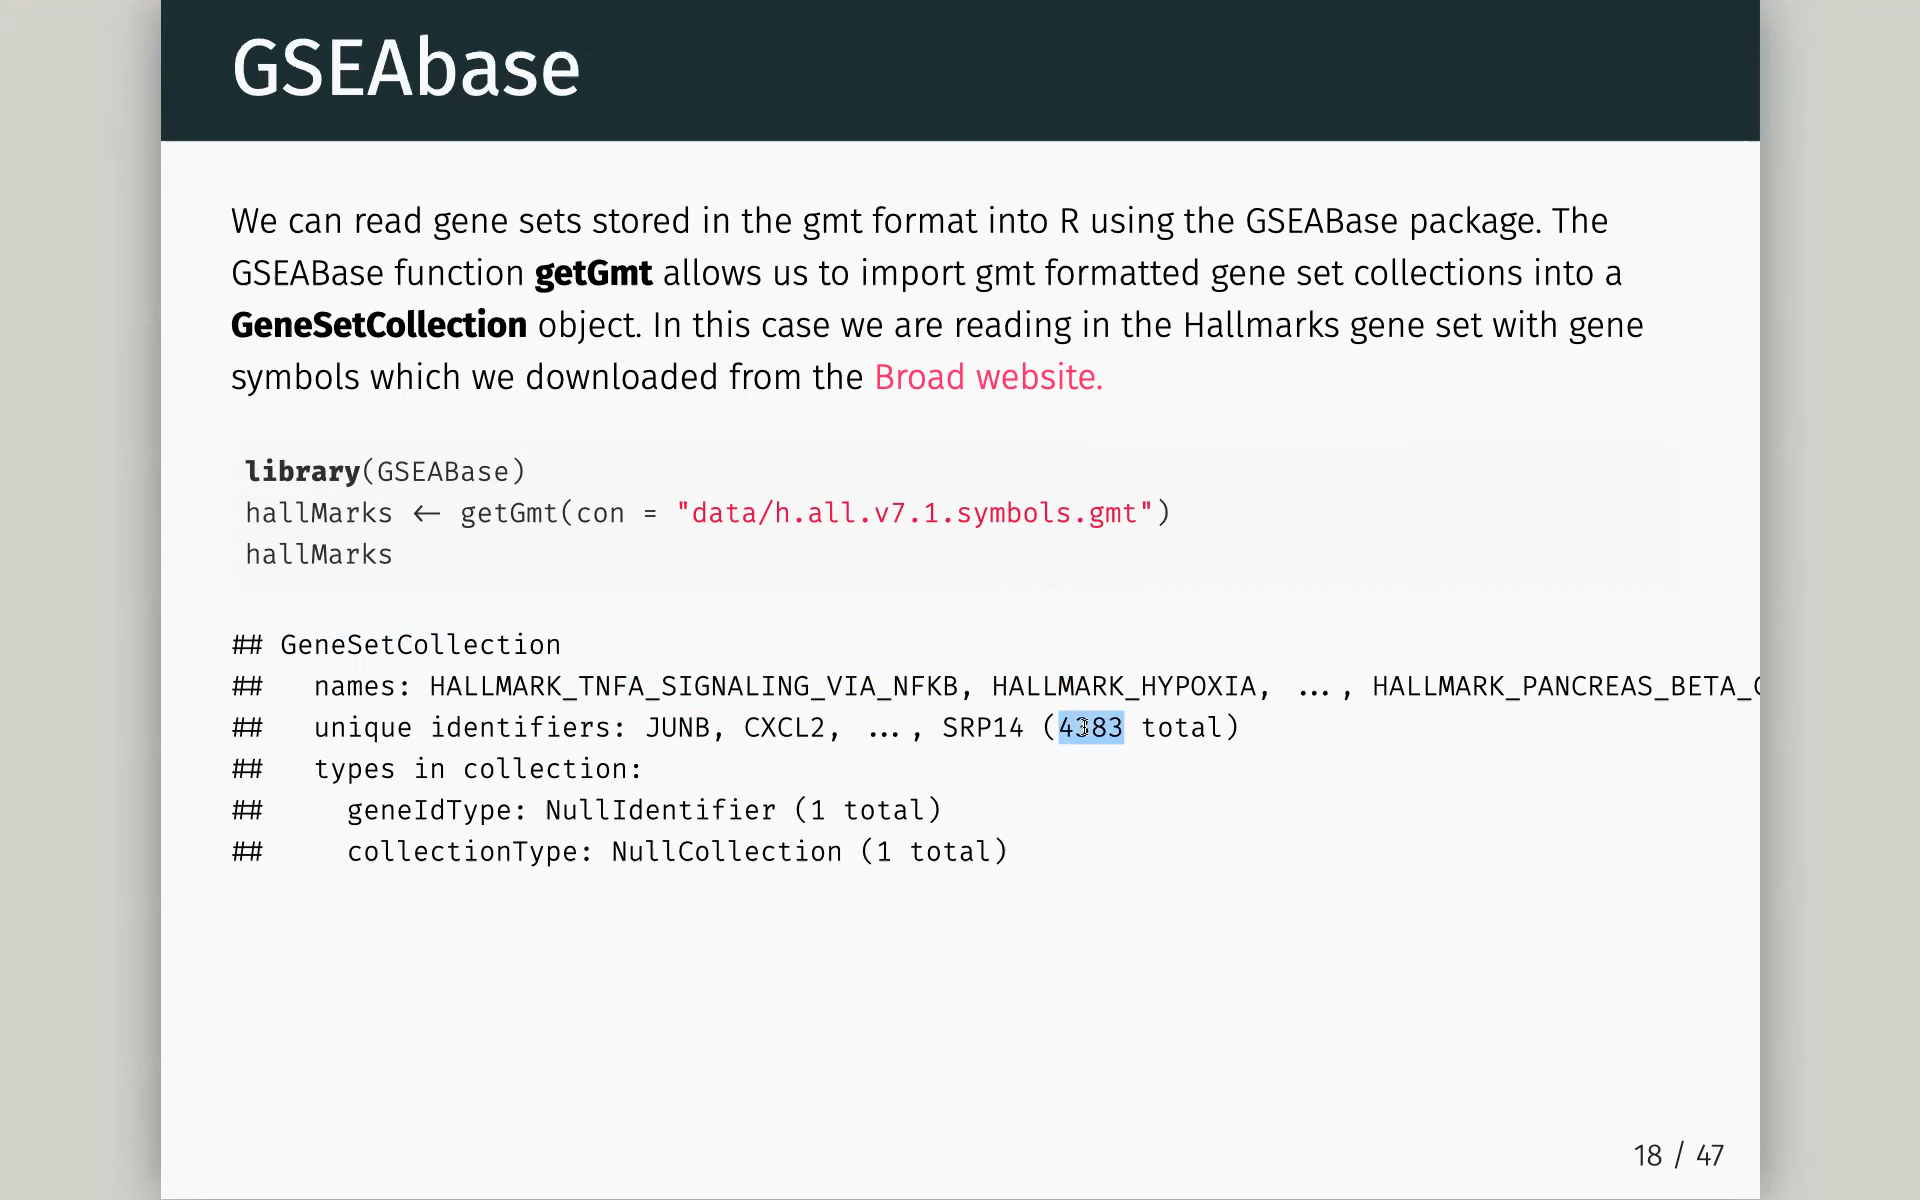 GSEAbase
We can read gene sets stored in the gmt format into R using the GSEABase package. The
GSEABase function getGmt allows us to import gmt formatted gene set collections into a
GeneSetCollection object. In this case we are reading in the Hallmarks gene set with gene
symbols which we downloaded from the Broad website.
library(GSEABase)
hallMarks <- getGmt(con = "data/h.all.v7.1.symbols.gmt")
hallMarks
## GeneSetCollection
##   names: HALLMARK_TNFA_SIGNALING_VIA_NFKB, HALLMARK_HYPOXIA, ..., HALLMARK_PANCREAS_BETA_
##   unique identifiers: JUNB, CXCL2, ..., SRP14 (4383 total)
##   types in collection:
##     geneIdType: NullIdentifier (1 total)
##     collectionType: NullCollection (1 total)
18 / 47